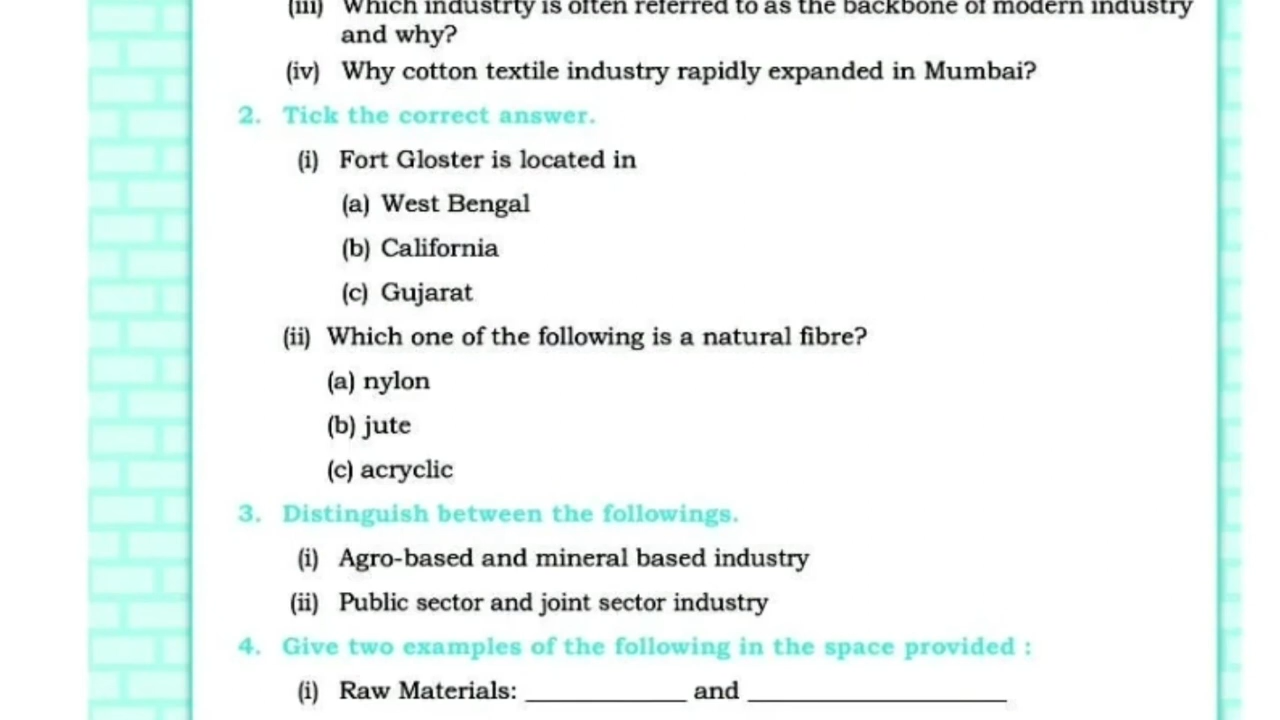 (iii) Which industrty is often referred to as the backbone of modern industry
and why?
(iv) Why cotton textile industry rapidly expanded in Mumbai?
2. Tick the correct answer.
(i) Fort Gloster is located in
(a) West Bengal
(b) California
(c) Gujarat
(ii) Which one of the following is a natural fibre?
(a) nylon
(b) jute
(c) acryclic
3. Distinguish between the followings.
(i) Agro-based and mineral based industry
(ii) Public sector and joint sector industry
4. Give two examples of the following in the space provided :
(i) Raw Materials: ____________ and ____________________